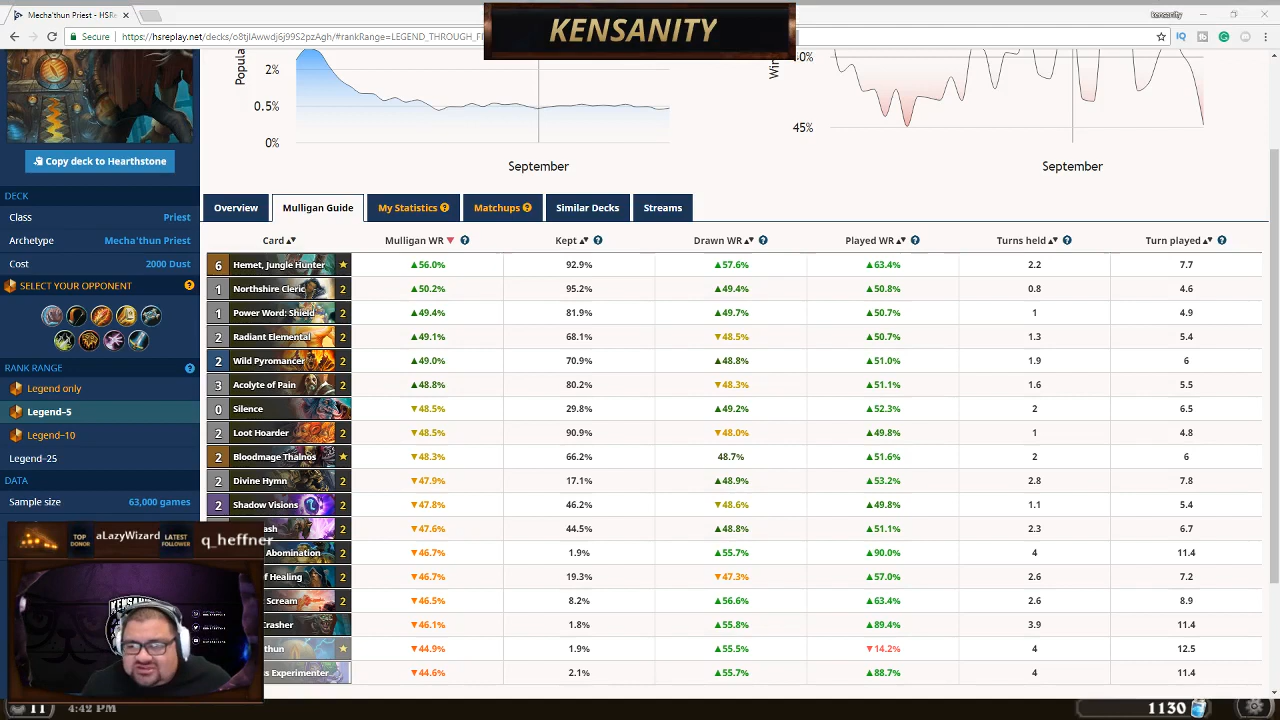 Mecha'thun Priest - HSRe
KENSANITY
kensanity
Secure
https://hsreplay.net/decks/o8tjIAwwdj6j99S2pzAgh/#rankRange=LEGEND_THROUGH_FI
2%
0.5%
0%
Popula
September
Win
45%
September
Copy deck to Hearthstone
DECK
Class Priest
Archetype Mecha'thun Priest
Cost 2000 Dust
SELECT YOUR OPPONENT
RANK RANGE
Legend only
Legend–5
Legend–10
Legend–25
DATA
Sample size 63,000 games
Overview Mulligan Guide My Statistics Matchups Similar Decks Streams
Card Mulligan WR Kept Drawn WR Played WR Turns held Turn played
6 Hemet, Jungle Hunter ★ ▲56.0% 92.9% ▲57.6% ▲63.4% 2.2 7.7
1 Northshire Cleric 2 ▲50.2% 95.2% ▲49.4% ▲50.8% 0.8 4.6
1 Power Word: Shield 2 ▲49.4% 81.9% ▲49.7% ▲50.7% 1 4.9
2 Radiant Elemental 2 ▲49.1% 68.1% ▼48.5% ▲50.7% 1.3 5.4
2 Wild Pyromancer 2 ▲49.0% 70.9% ▲48.8% ▲51.0% 1.9 6
3 Acolyte of Pain 2 ▲48.8% 80.2% ▼48.3% ▲51.1% 1.6 5.5
0 Silence 2 ▼48.5% 29.8% ▲49.2% ▲52.3% 2 6.5
2 Loot Hoarder 2 ▼48.5% 90.9% ▼48.0% ▲49.8% 1 4.8
2 Bloodmage Thalnos ★ ▼48.3% 66.2% 48.7% ▲51.6% 2 6
2 Divine Hymn 2 ▼47.9% 17.1% ▲48.9% ▲53.2% 2.8 7.8
2 Shadow Visions 2 ▼47.8% 46.2% ▼48.6% ▲49.8% 1.1 5.4
ash 2 ▼47.6% 44.5% ▲48.8% ▲51.1% 2.3 6.7
Abomination 2 ▼46.7% 1.9% ▲55.7% ▲90.0% 4 11.4
of Healing 2 ▼46.7% 19.3% ▼47.3% ▲57.0% 2.6 7.2
Scream 2 ▼46.5% 8.2% ▲56.6% ▲63.4% 2.6 8.9
Crasher ▼46.1% 1.8% ▲55.8% ▲89.4% 3.9 11.4
thun ★ ▼44.9% 1.9% ▲55.5% ▼14.2% 4 12.5
s Experimenter ▼44.6% 2.1% ▲55.7% ▲88.7% 4 11.4
TOP DONOR aLazyWizard LATEST FOLLOWER q_heffner
KENSANITY
11 4:42 PM 1130